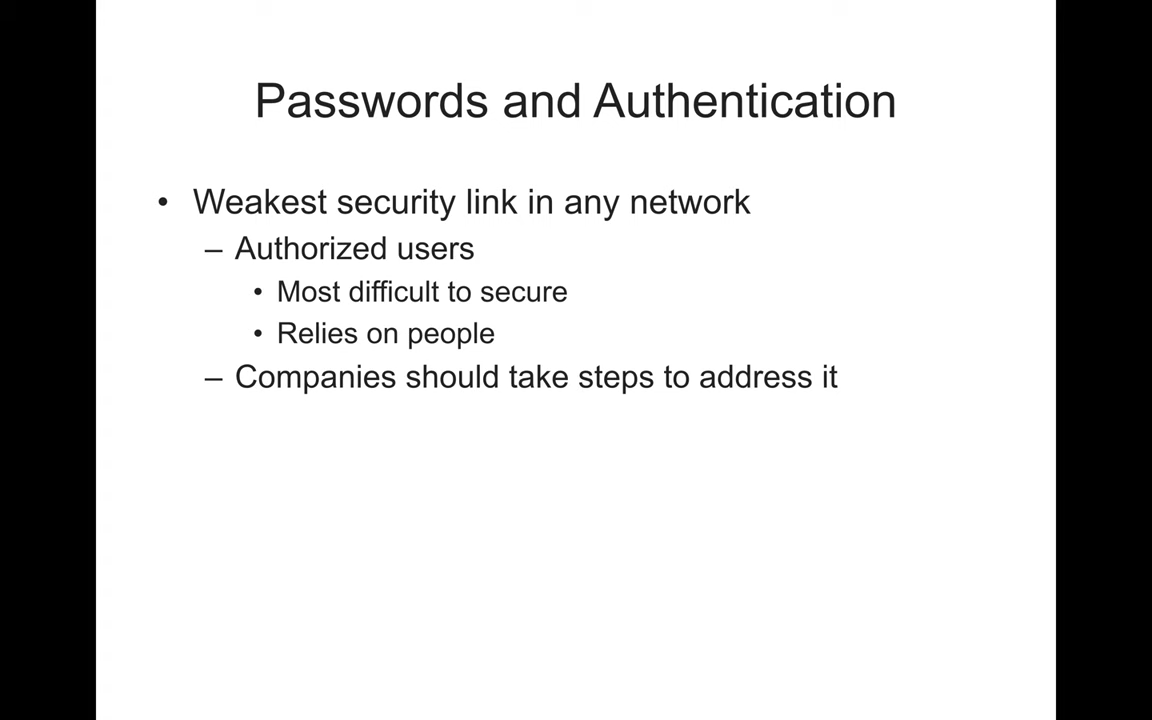 Passwords and Authentication
• Weakest security link in any network
– Authorized users
• Most difficult to secure
• Relies on people
– Companies should take steps to address it